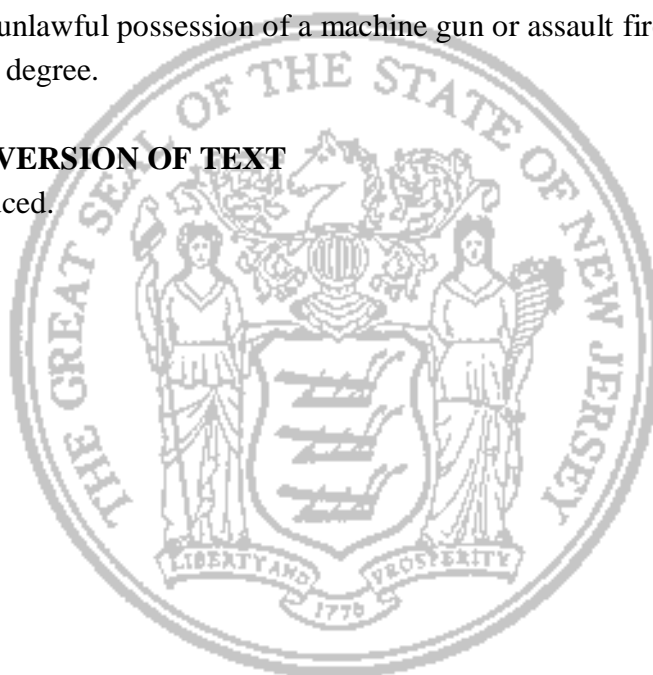 unlawful possession of a machine gun or assault fir
degree.
VERSION OF TEXT
uced.
THE GREAT SEAL OF THE STATE OF NEW JERSEY
LIBERTY AND PROSPERITY
1776